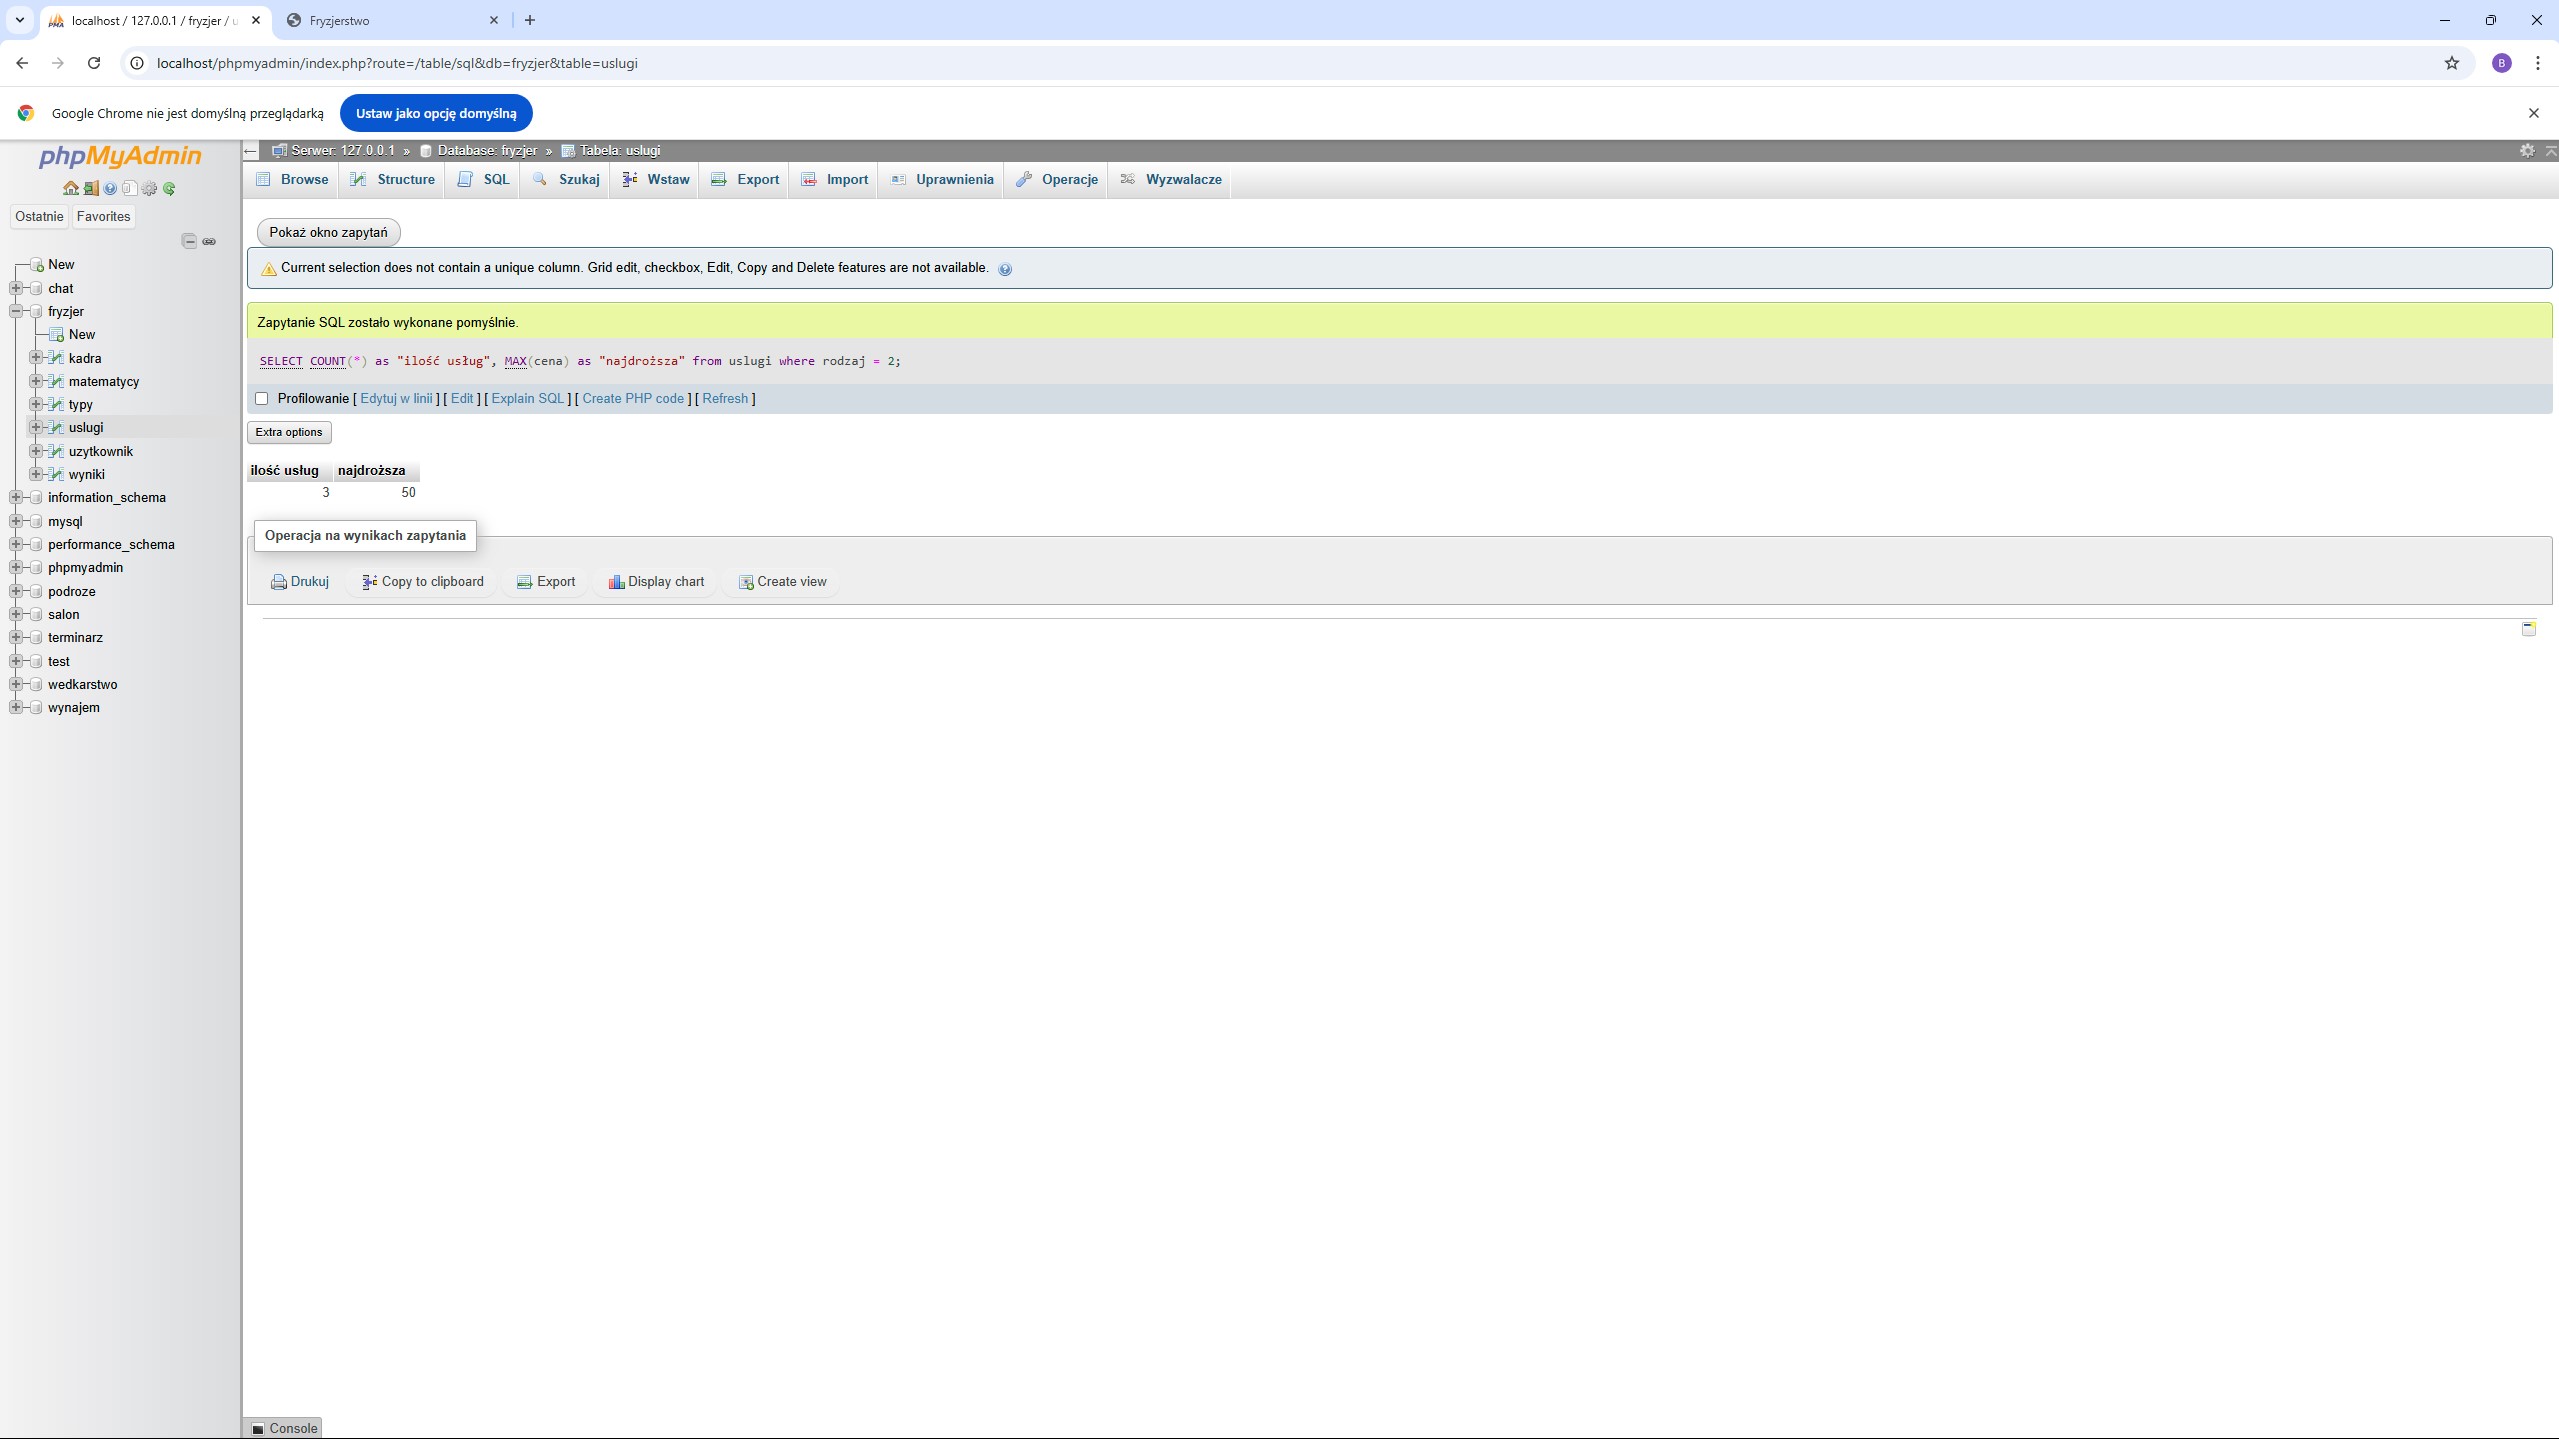 localhost / 127.0.0.1 / fryzjer / u
Fryzjerstwo
localhost/phpmyadmin/index.php?route=/table/sql&db=fryzjer&table=uslugi
B
Google Chrome nie jest domyślną przeglądarką
Ustaw jako opcję domyślną
phpMyAdmin
Ostatnie
Favorites
New
chat
fryzjer
New
kadra
matematycy
typy
uslugi
uzytkownik
wyniki
information_schema
mysql
performance_schema
phpmyadmin
podroze
salon
terminarz
test
wedkarstwo
wynajem
Serwer: 127.0.0.1 » Database: fryzjer » Tabela: uslugi
Browse Structure SQL Szukaj Wstaw Export Import Uprawnienia Operacje Wyzwalacze
Pokaż okno zapytań
Current selection does not contain a unique column. Grid edit, checkbox, Edit, Copy and Delete features are not available.
Zapytanie SQL zostało wykonane pomyślnie.
SELECT COUNT(*) as "ilość usług", MAX(cena) as "najdroższa" from uslugi where rodzaj = 2;
Profilowanie [ Edytuj w linii ] [ Edit ] [ Explain SQL ] [ Create PHP code ] [ Refresh ]
Extra options
ilość usług najdroższa
3 50
Operacja na wynikach zapytania
Drukuj Copy to clipboard Export Display chart Create view
Console